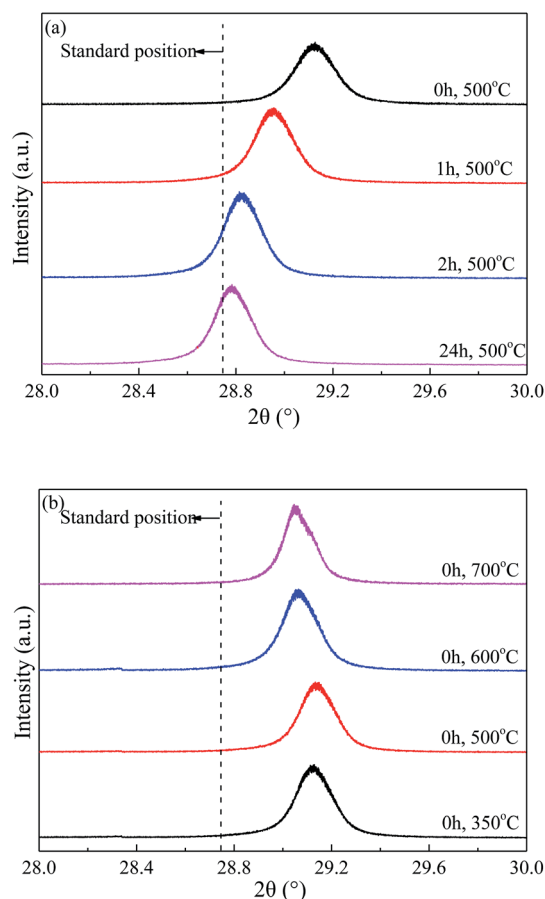 (a)
Standard position
0h, 500°C
1h, 500°C
2h, 500°C
24h, 500°C
Intensity (a.u.)
28.0 28.4 28.8 29.2 29.6 30.0
2θ (°)
(b)
Standard position
0h, 700°C
0h, 600°C
0h, 500°C
0h, 350°C
Intensity (a.u.)
28.0 28.4 28.8 29.2 29.6 30.0
2θ (°)